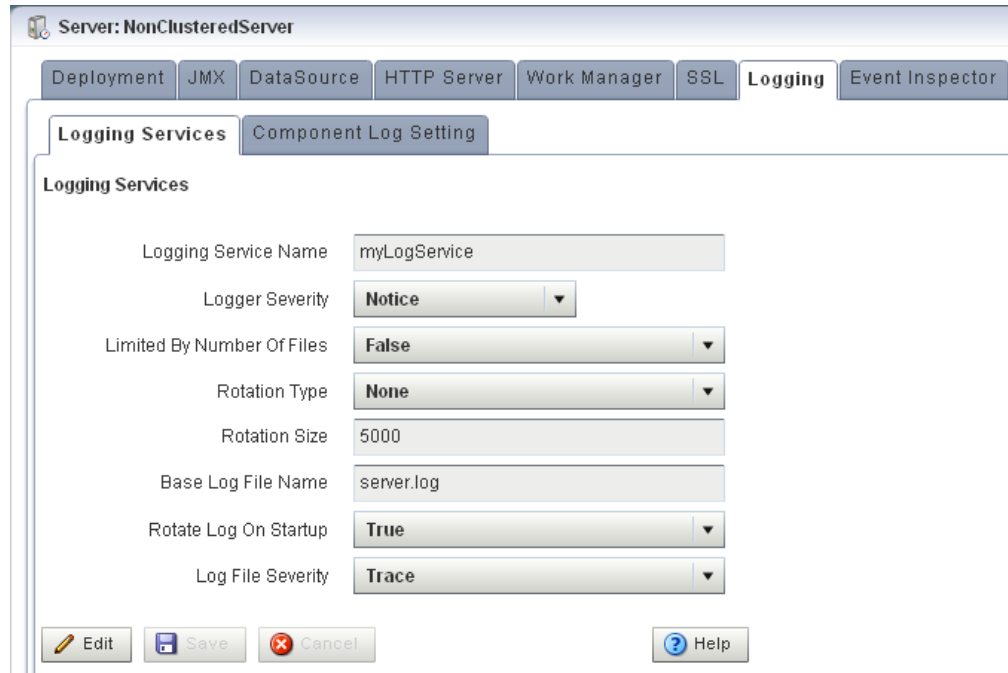 Server: NonClusteredServer
Deployment JMX DataSource HTTP Server Work Manager SSL Logging Event Inspector
Logging Services Component Log Setting
Logging Services
Logging Service Name myLogService
Logger Severity Notice
Limited By Number Of Files False
Rotation Type None
Rotation Size 5000
Base Log File Name server.log
Rotate Log On Startup True
Log File Severity Trace
Edit Save Cancel Help